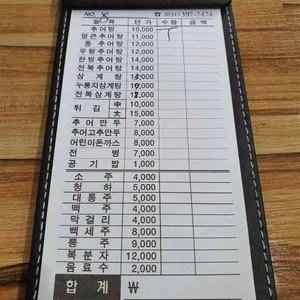 NO. 8 ☎ (031)397-7474
품 목 단 가 수 량 금 액
추어탕 10,000 T
얼큰추어탕 11,000
통추어탕 12,000
우렁추어탕 12,000
한방추어탕 14,000
전복추어탕
삼계탕
누룽지삼계탕
전복삼계탕
튀김 中 10,000
大 15,000
추어만두 7,000
추어고추만두 8,000
어린이돈까스 8,000
전병 7,000
공기밥 1,000
소주 4,000
청하 5,000
대통주 5,000
맥주 4,000
막걸리 4,000
백세주 8,000
동주 9,000
복분자 12,000
음료수 2,000
합 계 ₩